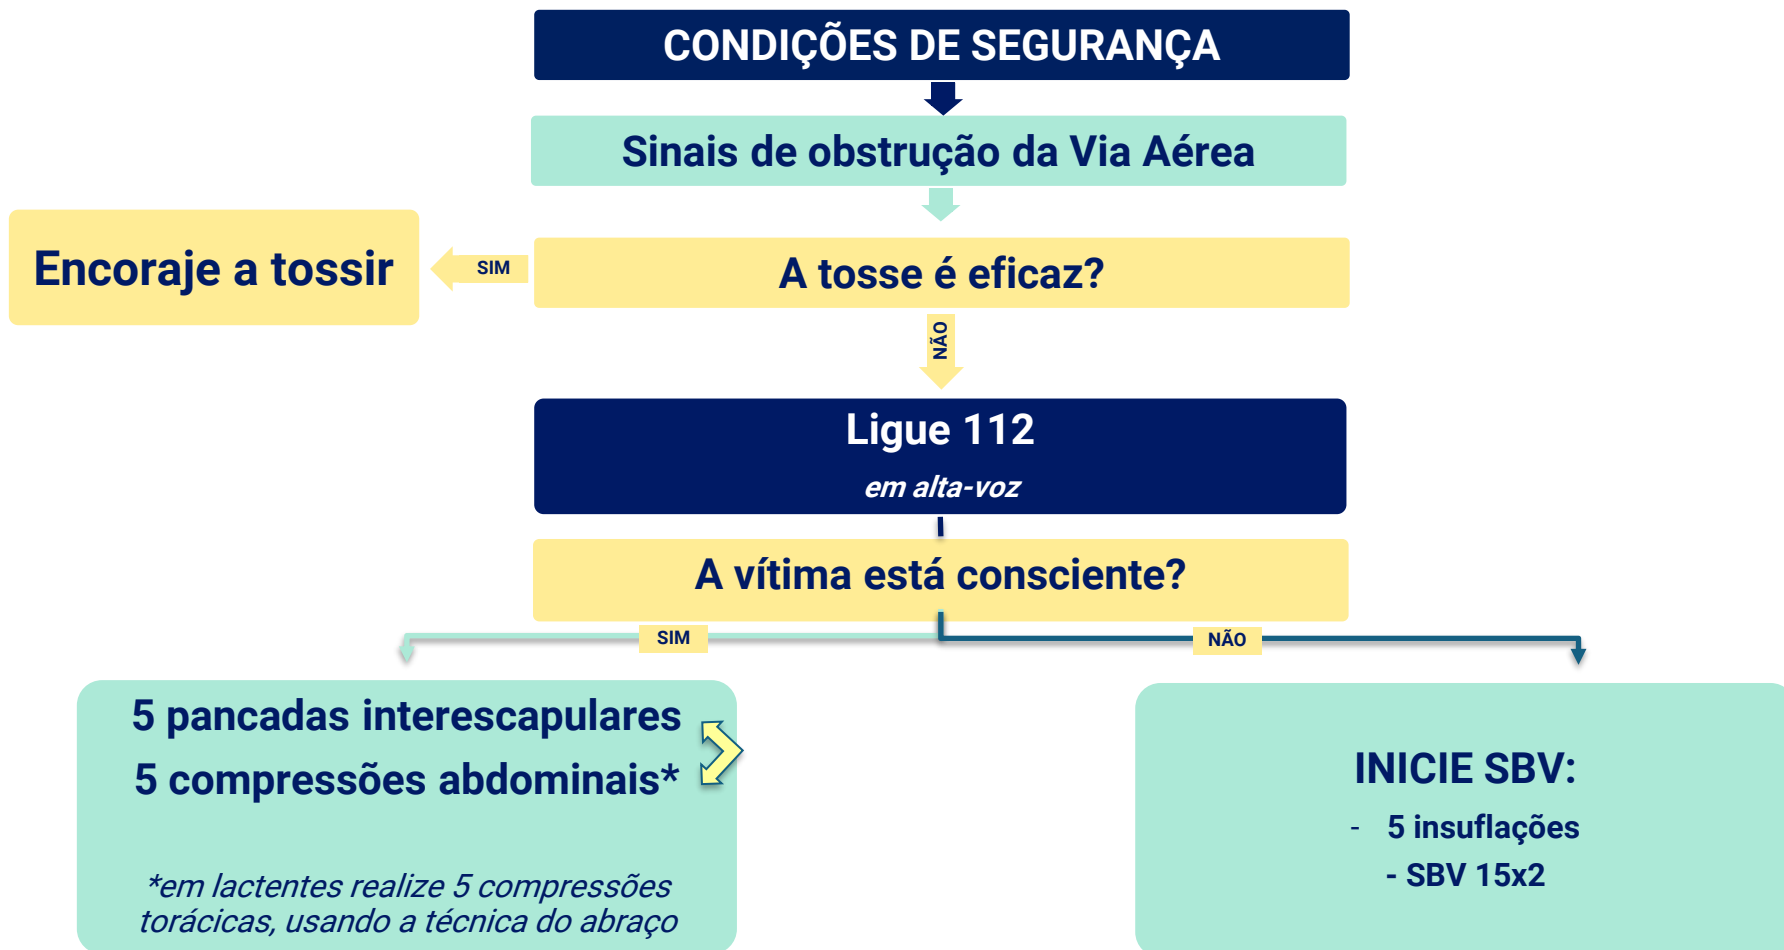 CONDIÇÕES DE SEGURANÇA
Sinais de obstrução da Via Aérea
Encoraje a tossir
SIM
A tosse é eficaz?
NÃO
Ligue 112
em alta-voz
A vítima está consciente?
SIM
NÃO
5 pancadas interescapulares
5 compressões abdominais*
*em lactentes realize 5 compressões
torácicas, usando a técnica do abraço
INICIE SBV:
- 5 insuflações
- SBV 15x2